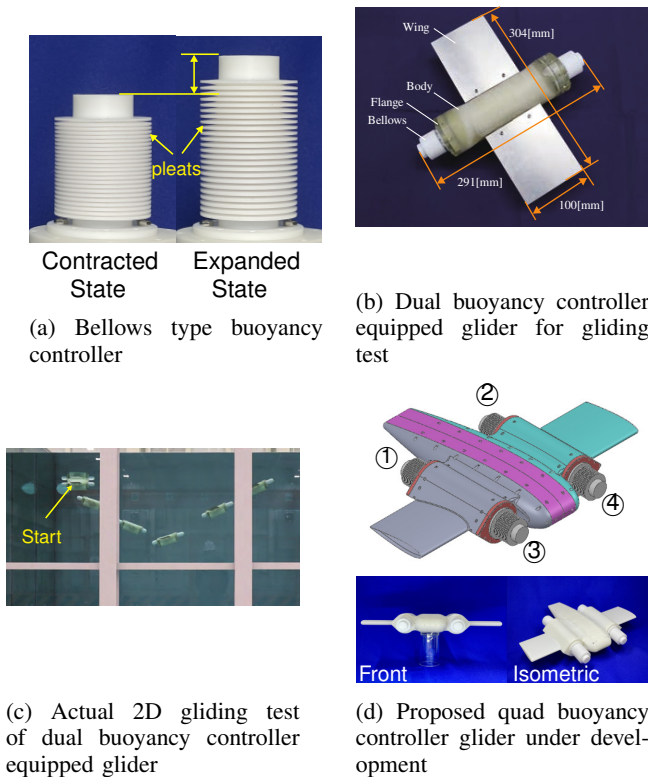 pleats
Contracted
State
Expanded
State
(a) Bellows type buoyancy
controller
Wing
304[mm]
Body
Flange
Bellows
291[mm]
100[mm]
(b) Dual buoyancy controller
equipped glider for gliding
test
Start
(c) Actual 2D gliding test
of dual buoyancy controller
equipped glider
②
①
④
③
Front
Isometric
(d) Proposed quad buoyancy
controller glider under devel-
opment